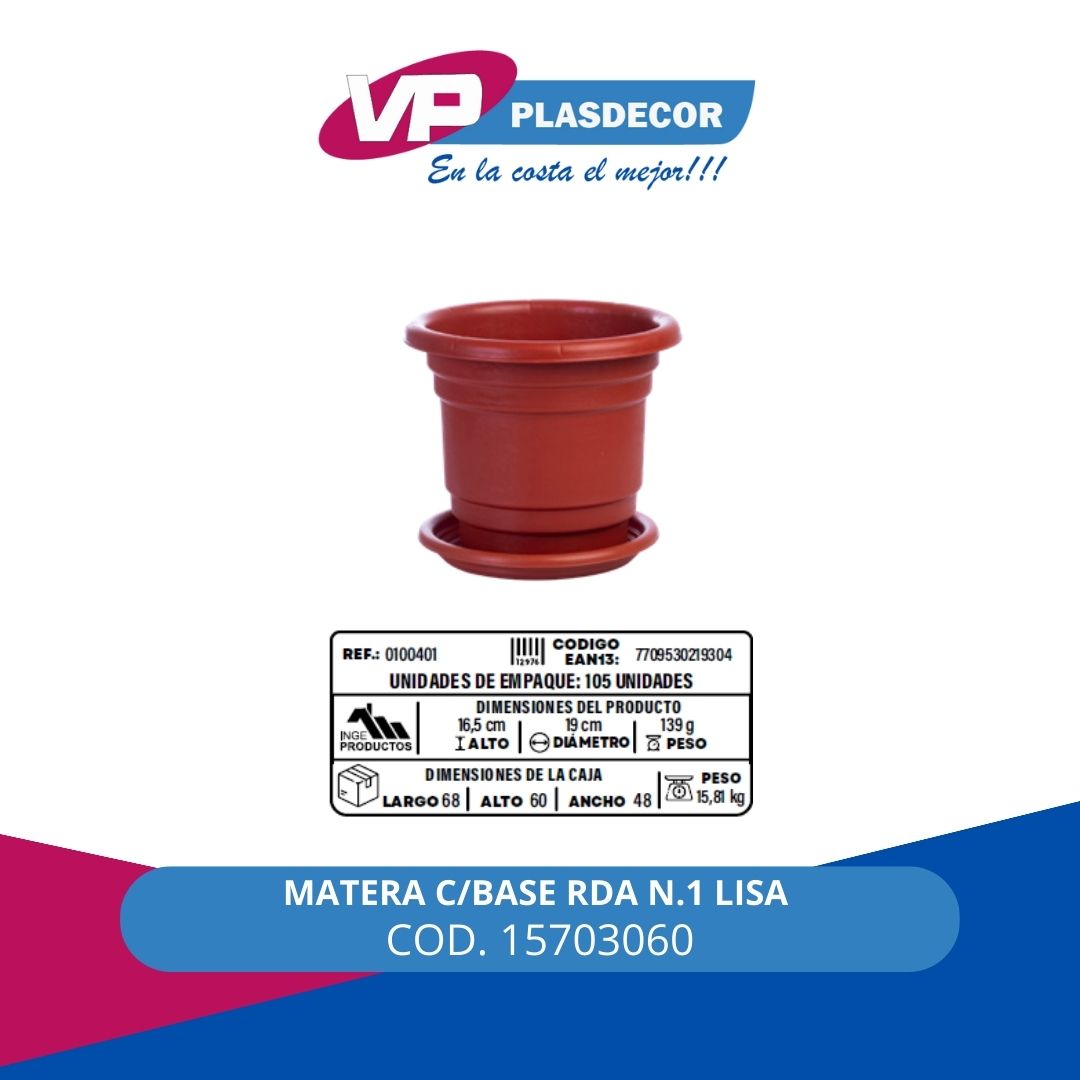 VP PLASDECOR
En la costa el mejor!!!
REF.: 0100401
12976
CODIGO
EAN13:
7709530219304
UNIDADES DE EMPAQUE: 105 UNIDADES
INGE
PRODUCTOS
DIMENSIONES DEL PRODUCTO
16,5 cm 19 cm 139 g
ALTO DIÁMETRO PESO
DIMENSIONES DE LA CAJA
LARGO 68 ALTO 60 ANCHO 48
PESO
15,81 kg
MATERA C/BASE RDA N.1 LISA
COD. 15703060